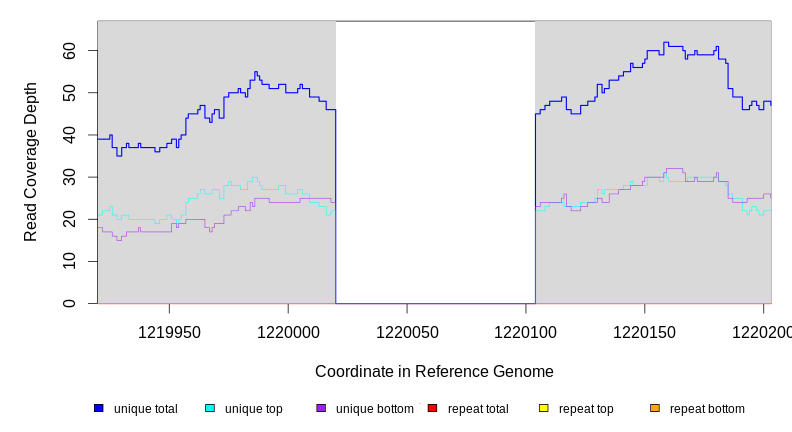 60
50
40
30
20
10
0
Read Coverage Depth
1219950 1220000 1220050 1220100 1220150 122020
Coordinate in Reference Genome
unique total unique top unique bottom repeat total repeat top repeat bottom